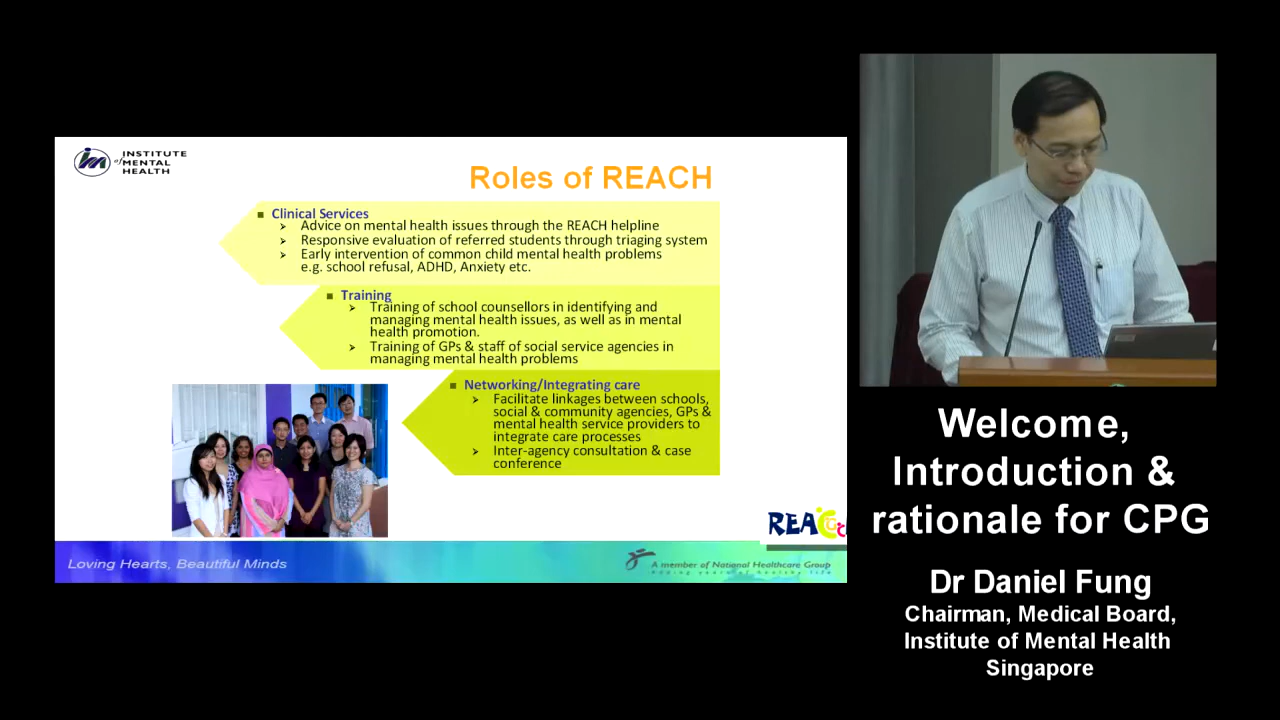 INSTITUTE
of MENTAL
HEALTH
Roles of REACH
Clinical Services
Advice on mental health issues through the REACH helpline
Responsive evaluation of referred students through triaging system
Early intervention of common child mental health problems
e.g. school refusal, ADHD, Anxiety etc.
Training
Training of school counsellors in identifying and
managing mental health issues, as well as in mental
health promotion.
Training of GPs & staff of social service agencies in
managing mental health problems
Networking/Integrating care
Facilitate linkages between schools,
social & community agencies, GPs &
mental health service providers to
integrate care processes
Inter-agency consultation & case
conference
REACH
Loving Hearts, Beautiful Minds
A member of National Healthcare Group
Adding years of healthy life
Welcome,
Introduction &
rationale for CPG
Dr Daniel Fung
Chairman, Medical Board,
Institute of Mental Health
Singapore